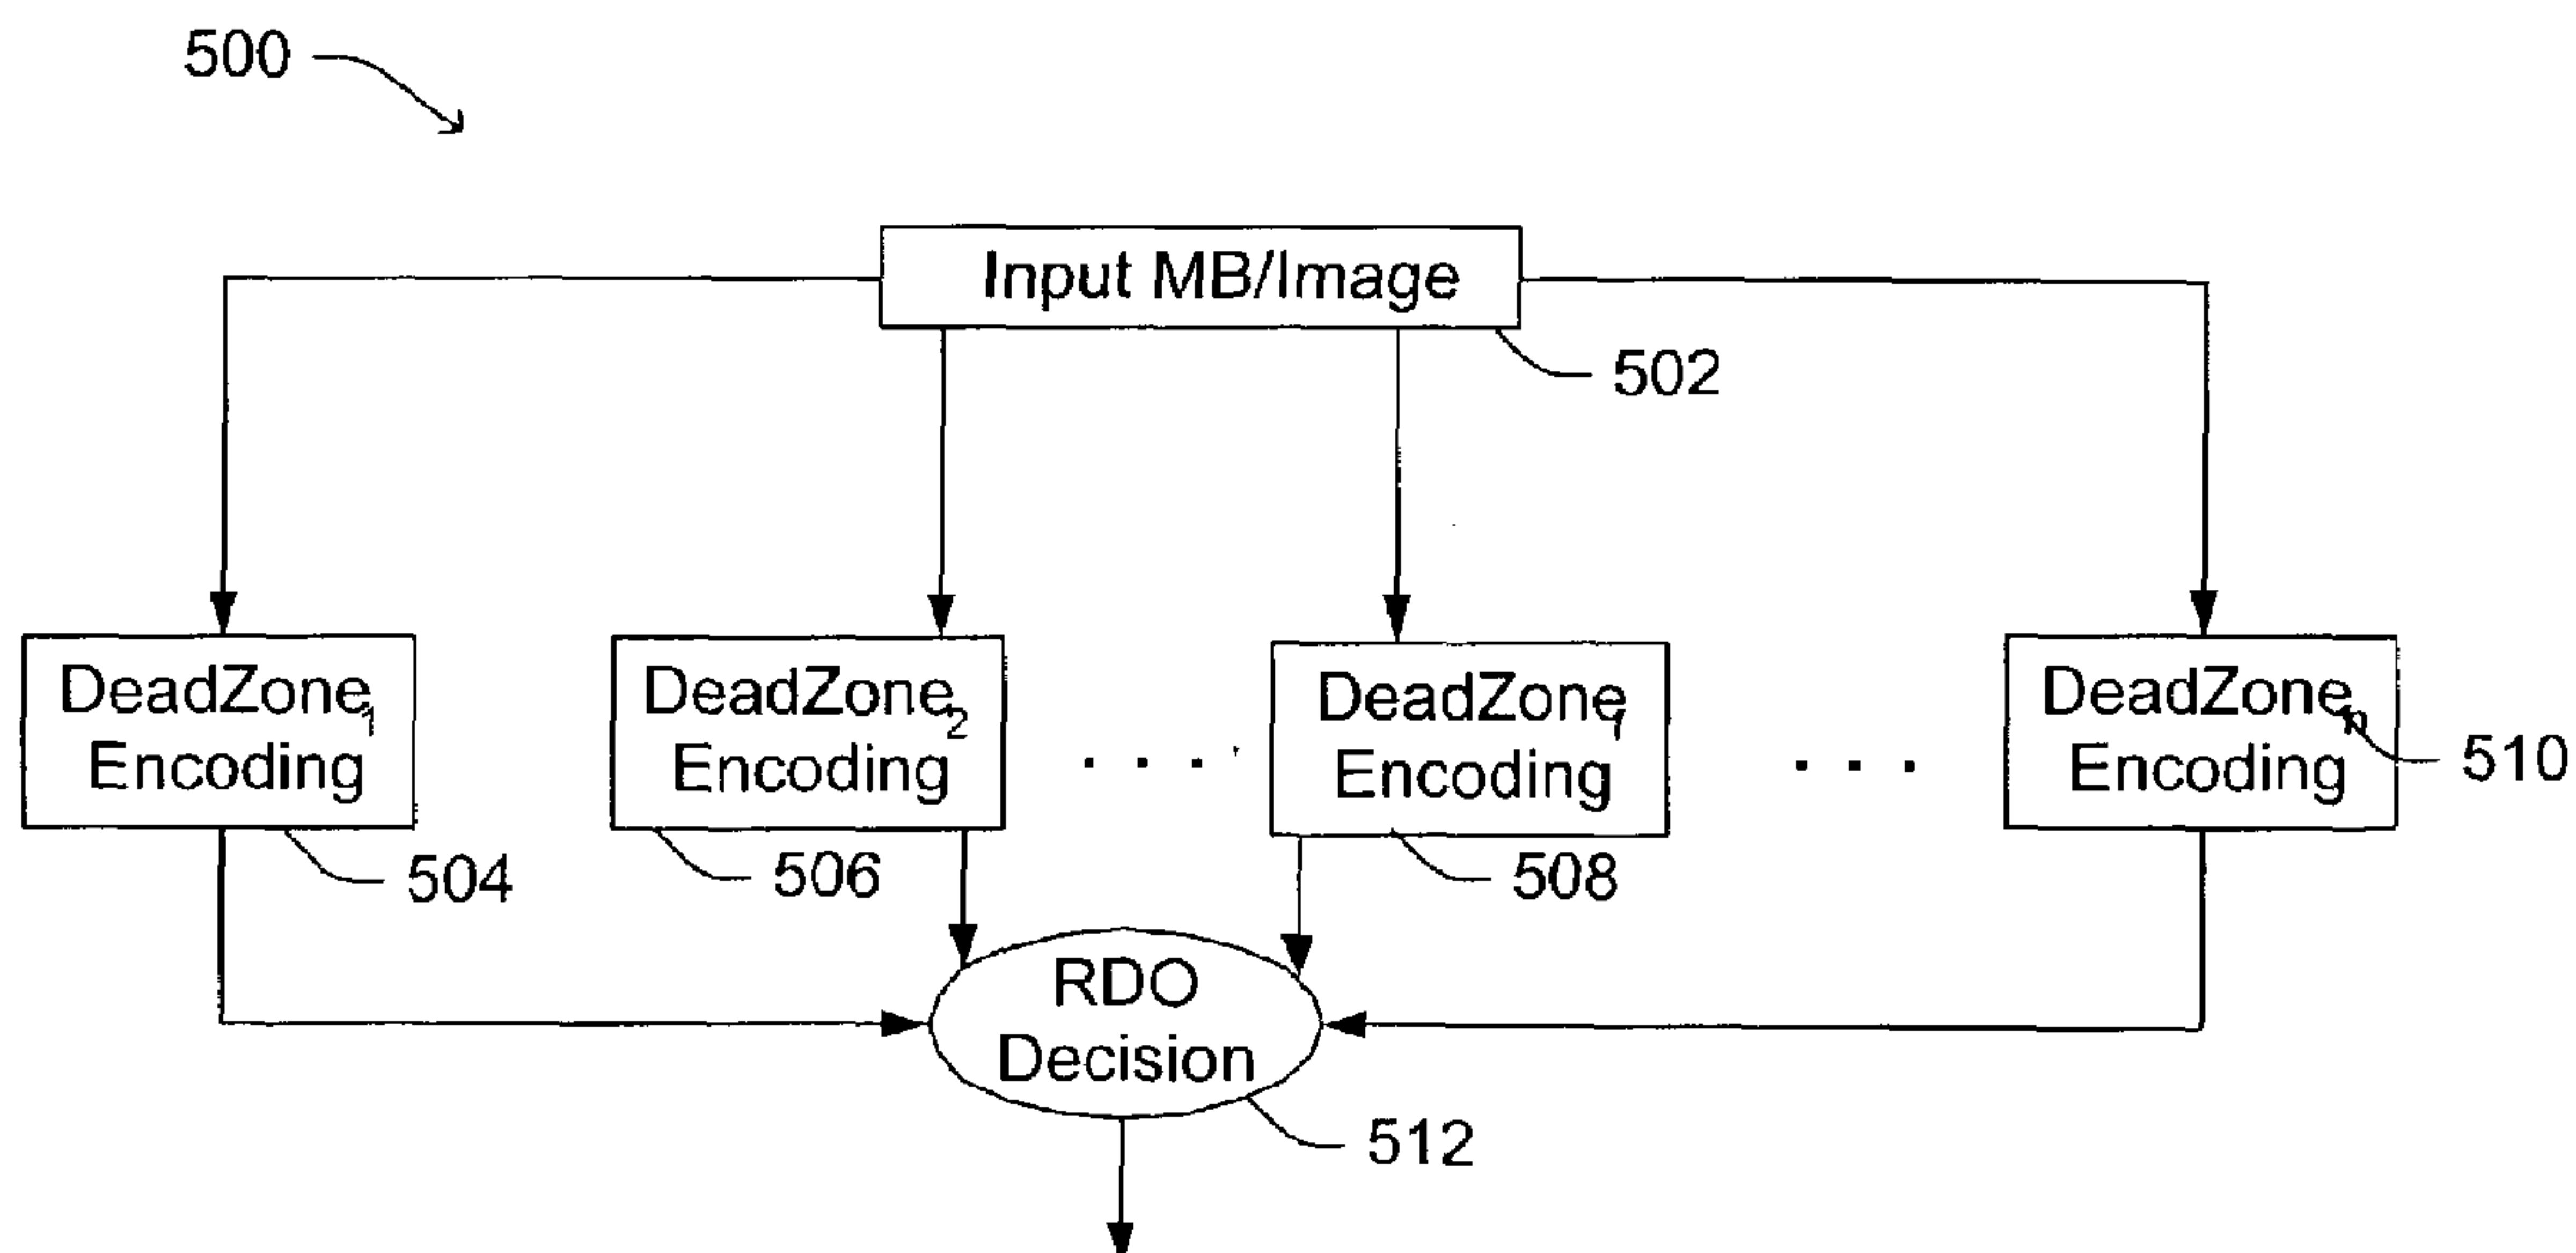 500
Input MB/Image
502
DeadZone₁
Encoding
504
DeadZone₂
Encoding
506
. . .
DeadZoneᵢ
Encoding
508
. . .
DeadZoneₙ
Encoding
510
RDO
Decision
512